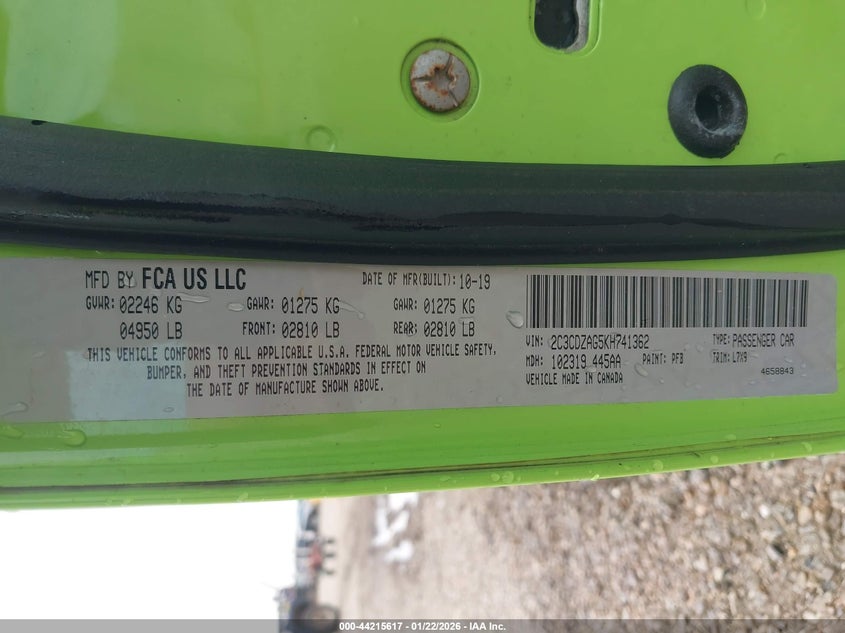 MFD BY FCA US LLC
DATE OF MFR(BUILT): 10-19
GVWR: 02246 KG GAWR: 01275 KG GAWR: 01275 KG
04950 LB FRONT: 02810 LB REAR: 02810 LB
THIS VEHICLE CONFORMS TO ALL APPLICABLE U.S.A. FEDERAL MOTOR VEHICLE SAFETY,
BUMPER, AND THEFT PREVENTION STANDARDS IN EFFECT ON
THE DATE OF MANUFACTURE SHOWN ABOVE.
VIN: 2C3CDZAG5KH741362 TYPE: PASSENGER CAR
MDH: 102319 445AA PAINT: PFB TRIM: L7X9
VEHICLE MADE IN CANADA 4658843
000-44215617 - 01/22/2026 - IAA Inc.